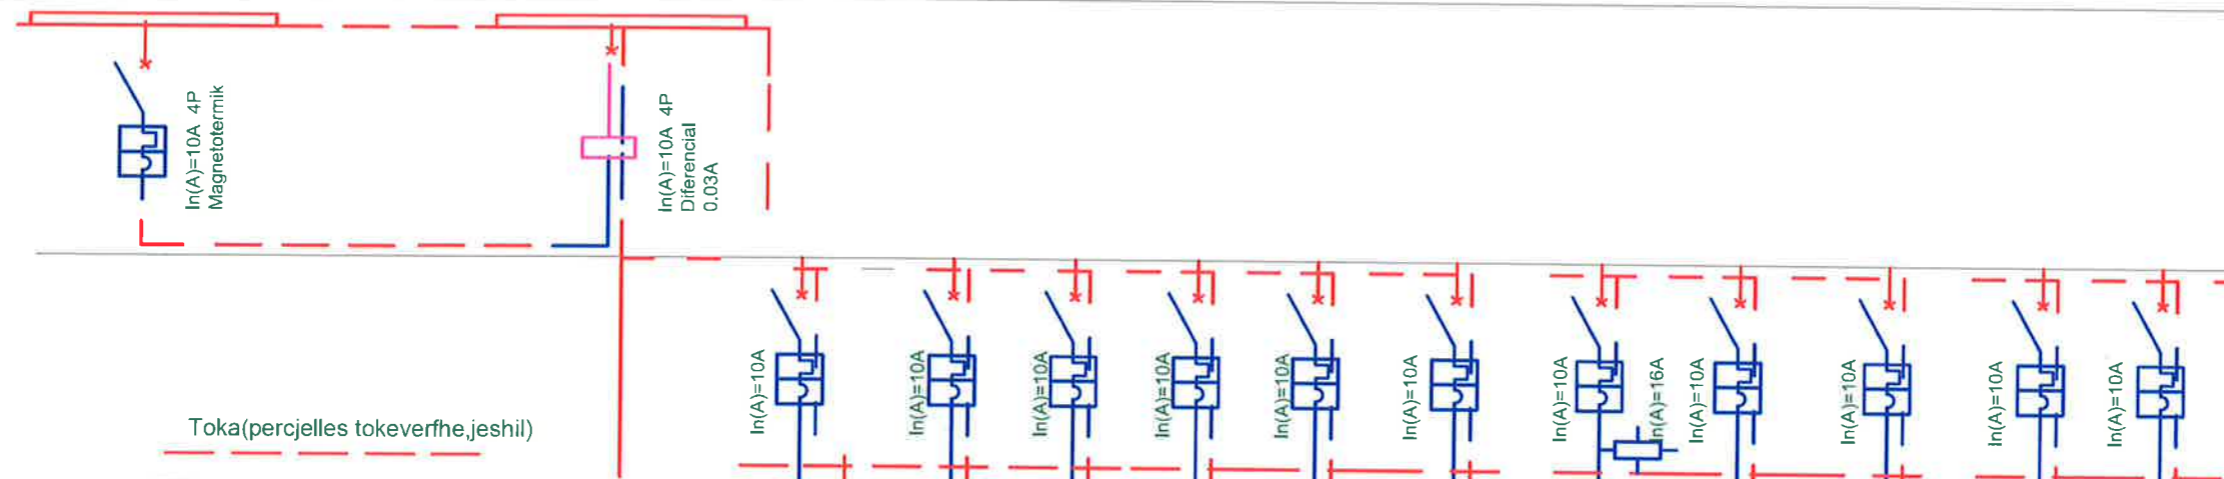 In(A)=10A 4P
Magnetotermik
In(A)=10A 4P
Diferencial
0.03A
In(A)=10A
In(A)=10A
In(A)=10A
In(A)=10A
In(A)=10A
In(A)=10A
In(A)=10A
In(A)=16A
In(A)=10A
In(A)=10A
In(A)=10A
In(A)=10A
Toka(percjelles tokeverfhe,jeshil)